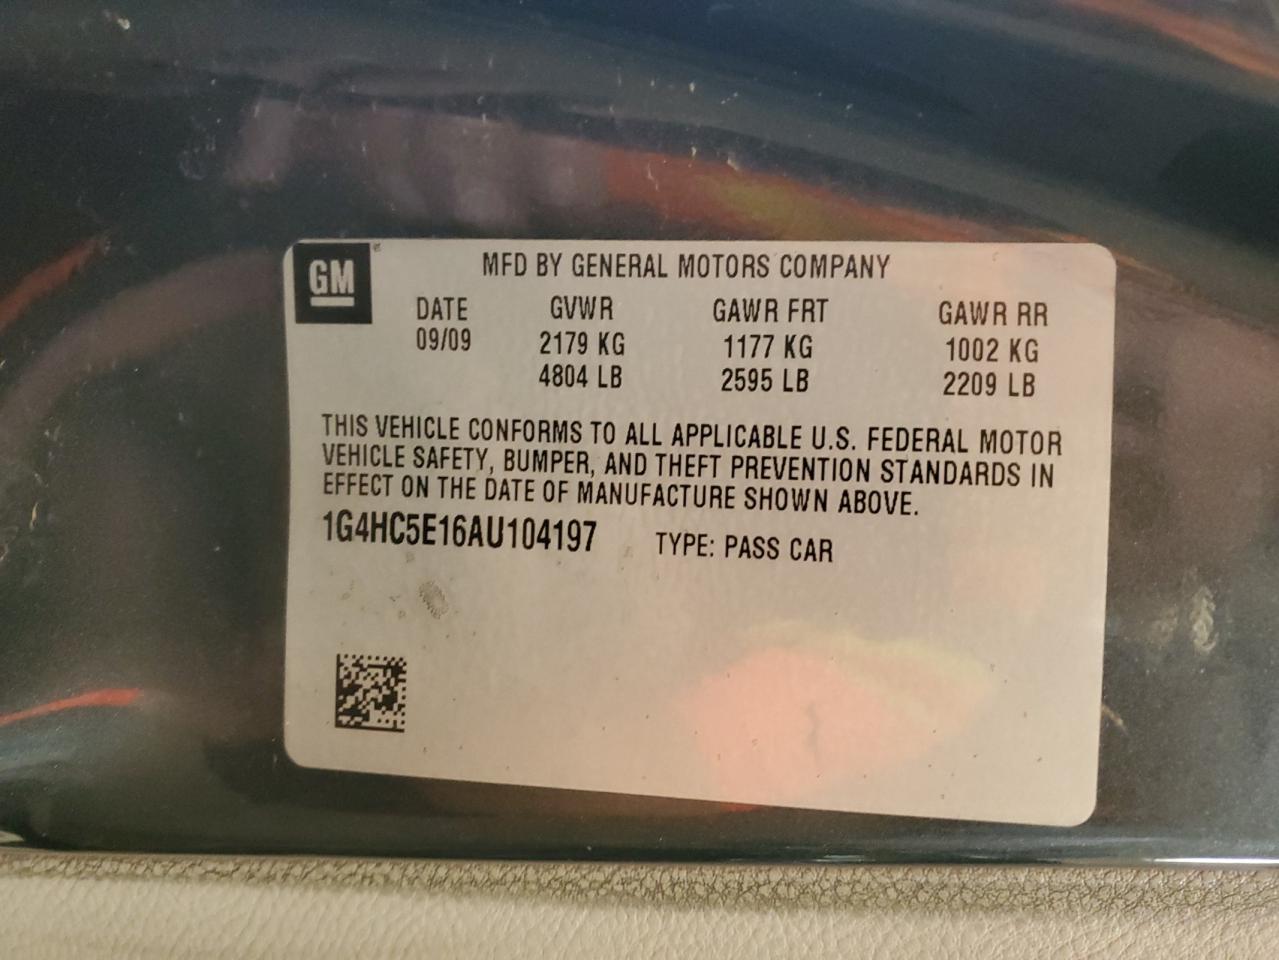 GM
MFD BY GENERAL MOTORS COMPANY
DATE GVWR GAWR FRT GAWR RR
09/09 2179 KG 1177 KG 1002 KG
4804 LB 2595 LB 2209 LB
THIS VEHICLE CONFORMS TO ALL APPLICABLE U.S. FEDERAL MOTOR
VEHICLE SAFETY, BUMPER, AND THEFT PREVENTION STANDARDS IN
EFFECT ON THE DATE OF MANUFACTURE SHOWN ABOVE.
1G4HC5E16AU104197 TYPE: PASS CAR